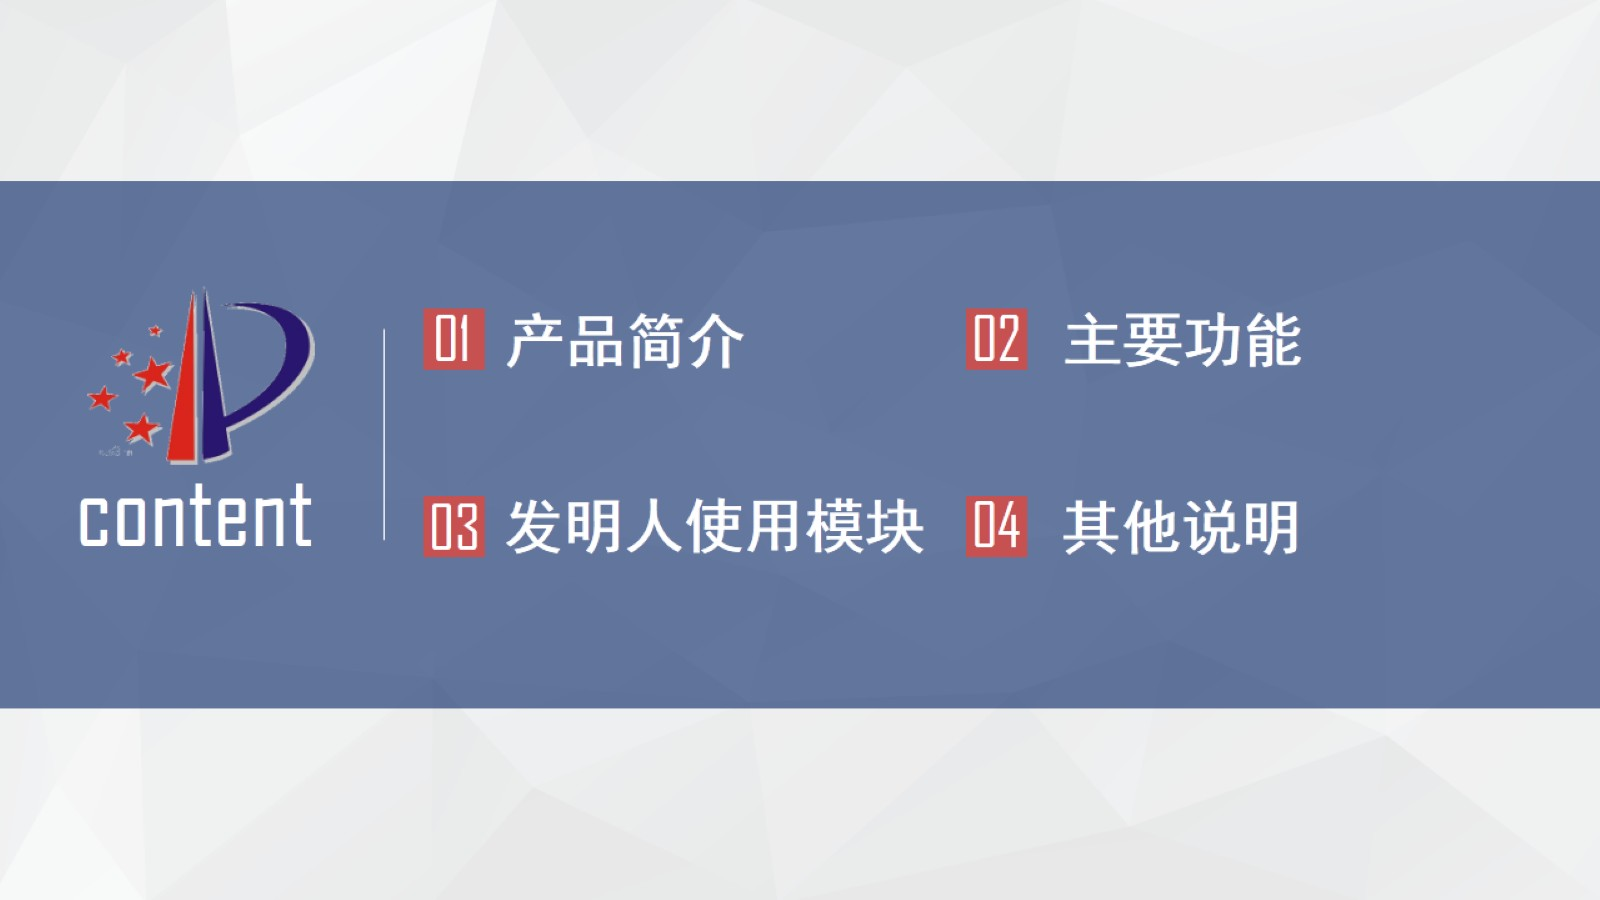 content
01 产品简介
02 主要功能
03 发明人使用模块
04 其他说明